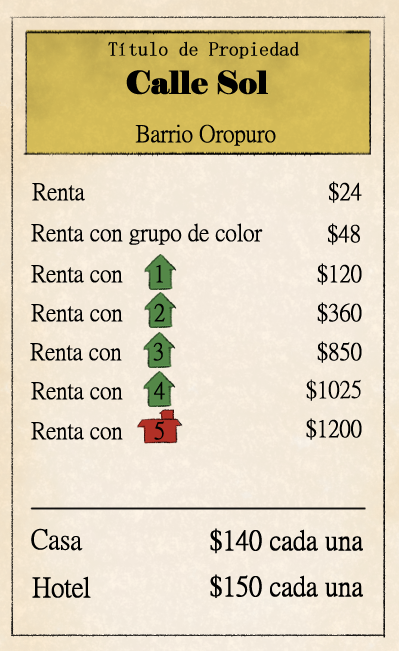 Título de Propiedad
Calle Sol
Barrio Oropuro
Renta $24
Renta con grupo de color $48
Renta con 1 $120
Renta con 2 $360
Renta con 3 $850
Renta con 4 $1025
Renta con 5 $1200
Casa $140 cada una
Hotel $150 cada una